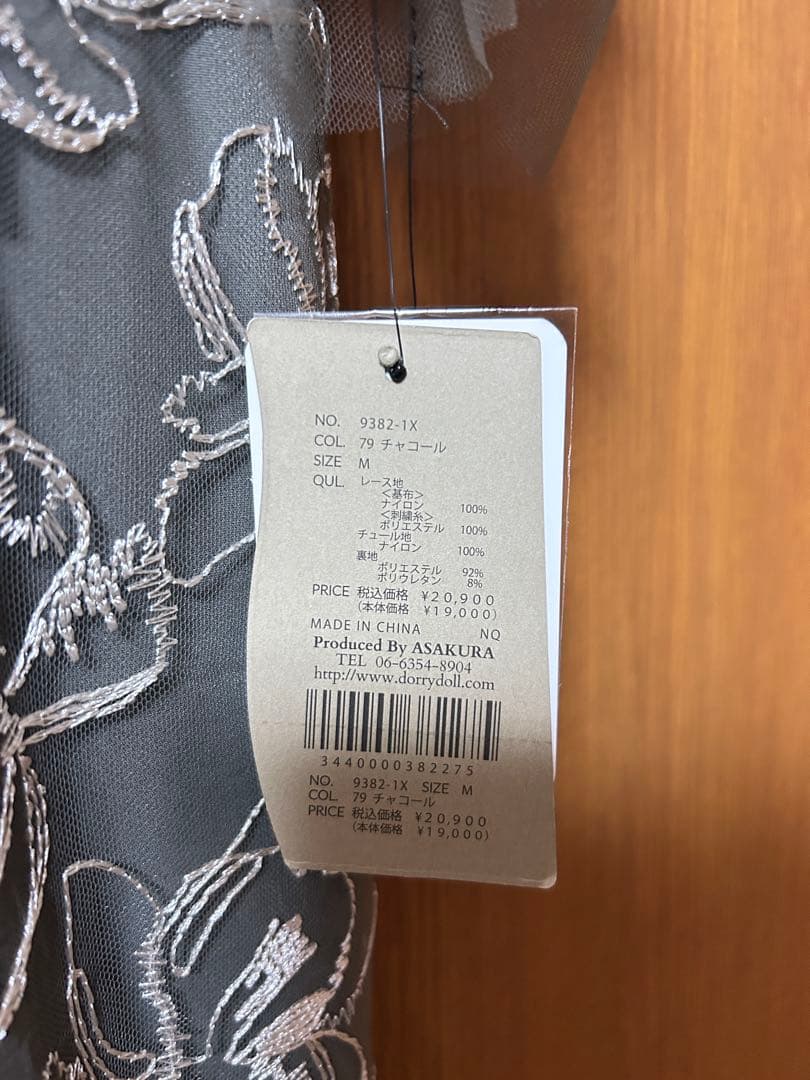 NO. 9382-1X
COL. 79 チャコール
SIZE M
QUL. レース地
＜基布＞
ナイロン 100%
＜刺繍糸＞
ポリエステル 100%
チュール地
ナイロン 100%
裏地
ポリエステル 92%
ポリウレタン 8%
PRICE 税込価格 ¥20,900
(本体価格 ¥19,000)
MADE IN CHINA NQ
Produced By ASAKURA
TEL 06-6354-8904
http://www.dorrydoll.com
3440000382275
NO. 9382-1X SIZE M
COL. 79 チャコール
PRICE 税込価格 ¥20,900
(本体価格 ¥19,000)